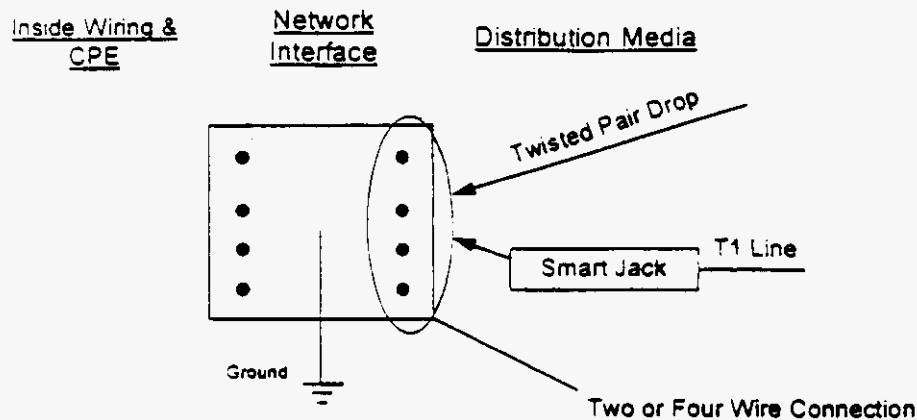 Inside Wiring &
CPE
Network
Interface
Distribution Media
Twisted Pair Drop
Smart Jack
T1 Line
Ground
Two or Four Wire Connection